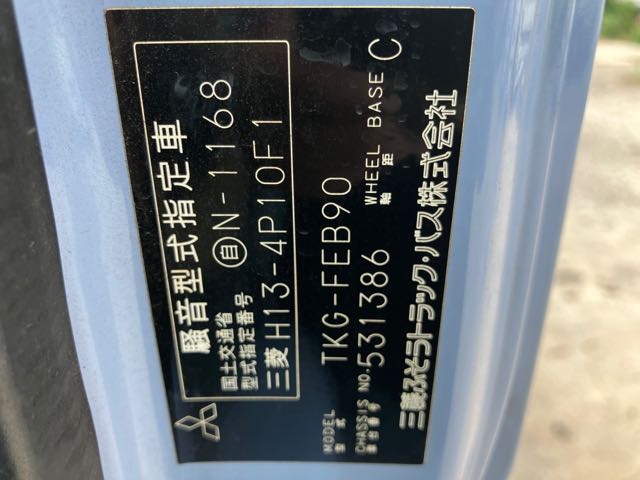 騒音型式指定車
国土交通省
型式指定番号 自N-1168
三菱H13-4P10F1
MODEL TKG-FEB90
型式
CHASSIS NO. 531386 WHEEL BASE C
車台番号 軸距
三菱ふそうトラック・バス株式会社